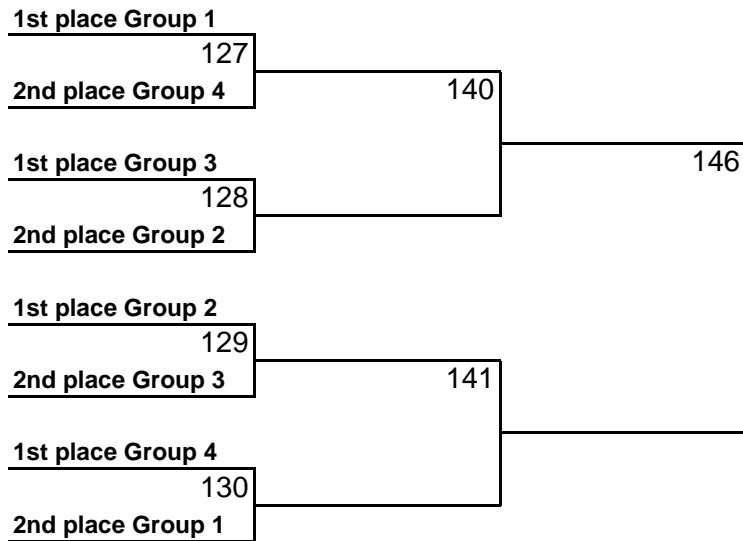 1st place Group 1
127
2nd place Group 4
140
146
1st place Group 3
128
2nd place Group 2
1st place Group 2
129
2nd place Group 3
141
1st place Group 4
130
2nd place Group 1